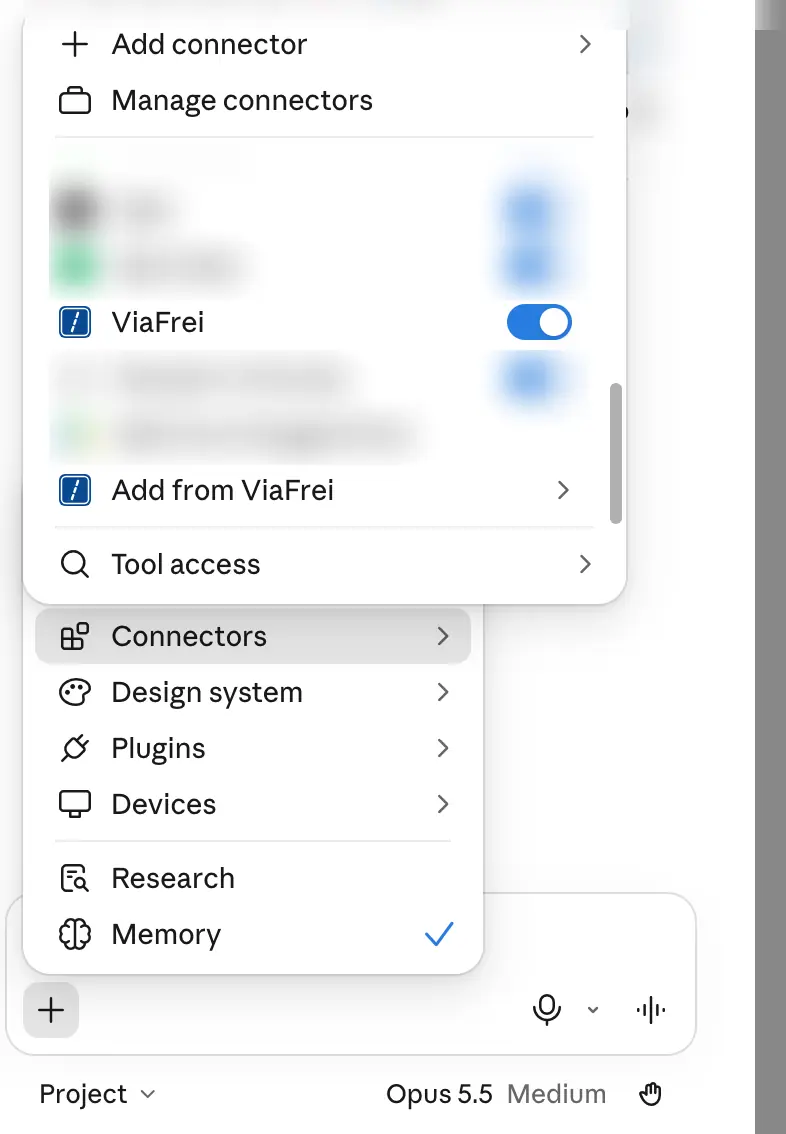 Add connector
Manage connectors
ViaFrei
Add from ViaFrei
Tool access
Connectors
Design system
Plugins
Devices
Research
Memory
Project
Opus 5.5 Medium